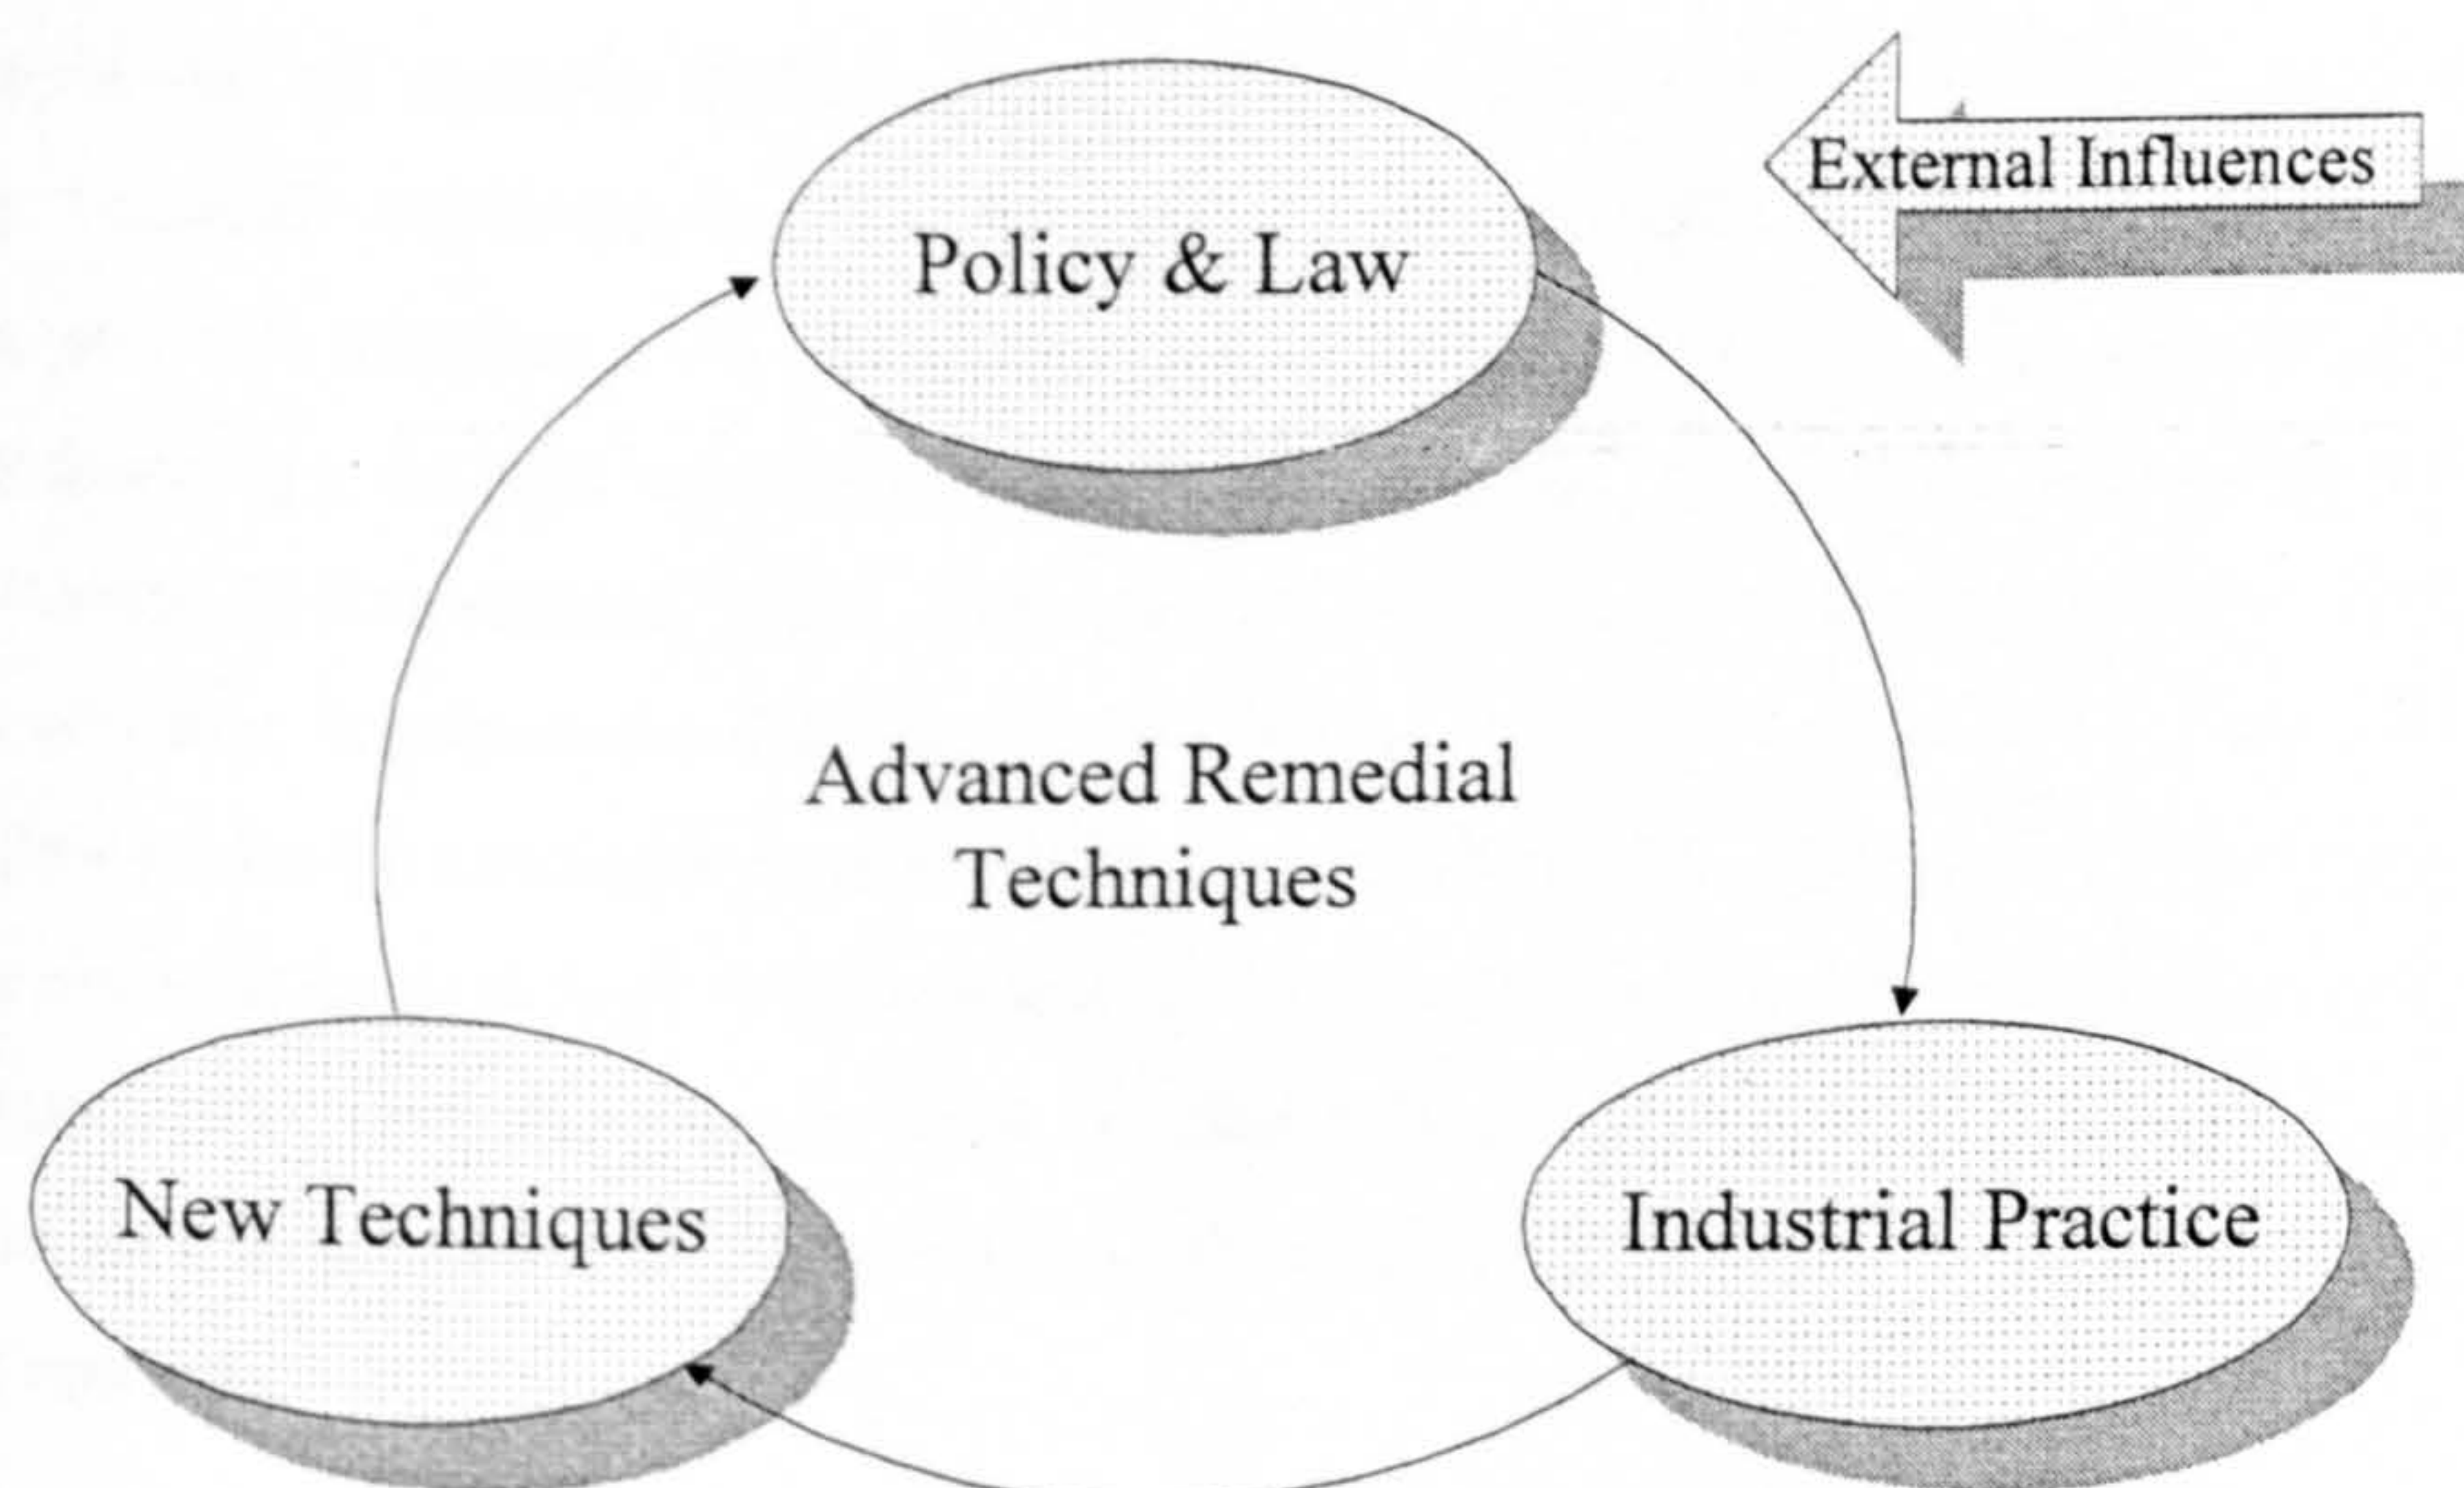 External Influences
Policy & Law
Advanced Remedial
Techniques
New Techniques
Industrial Practice